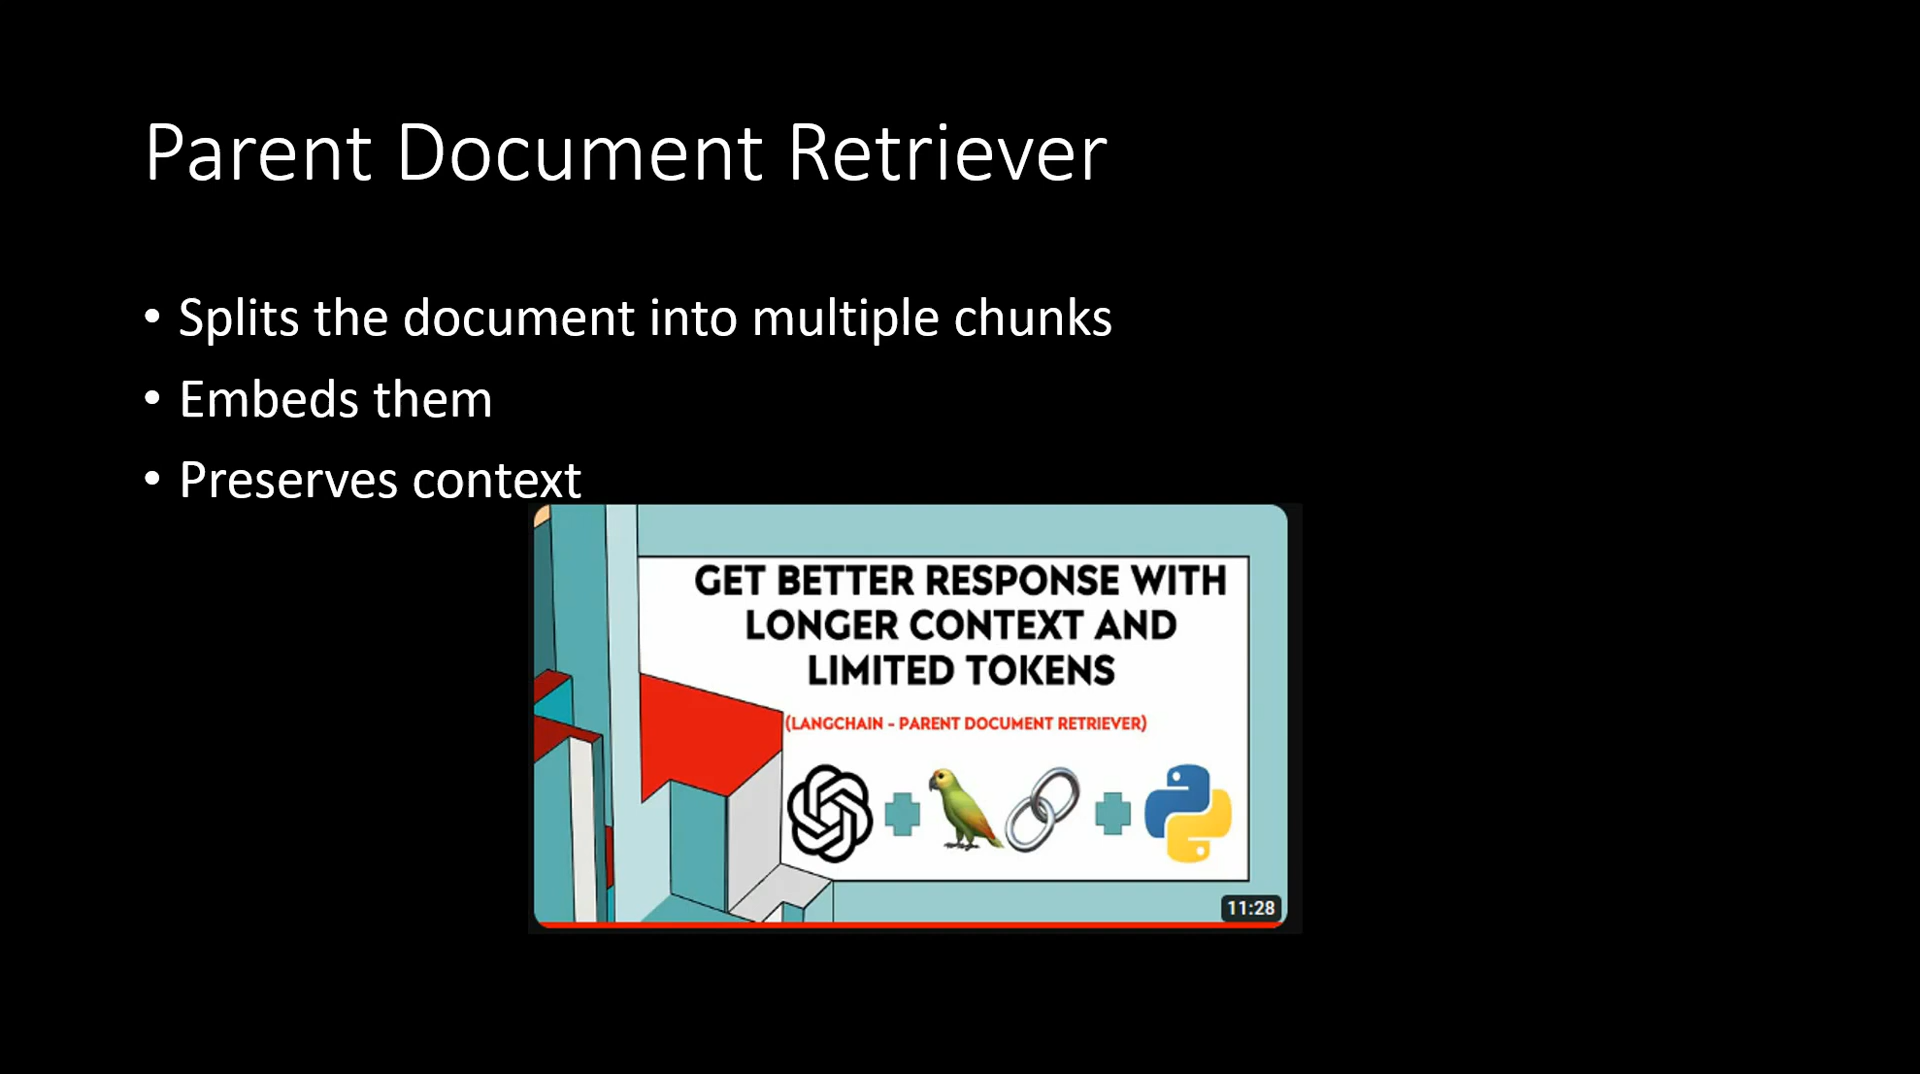 Parent Document Retriever
• Splits the document into multiple chunks
• Embeds them
• Preserves context
GET BETTER RESPONSE WITH
LONGER CONTEXT AND
LIMITED TOKENS
(LANGCHAIN - PARENT DOCUMENT RETRIEVER)
11:28